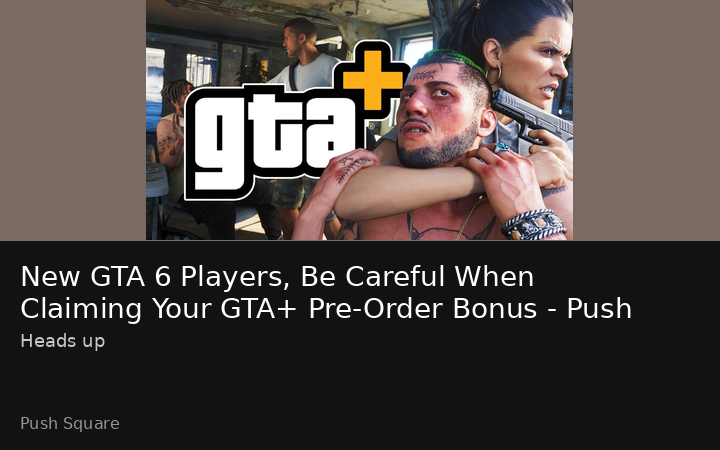 gta+
New GTA 6 Players, Be Careful When
Claiming Your GTA+ Pre-Order Bonus - Push
Heads up
Push Square